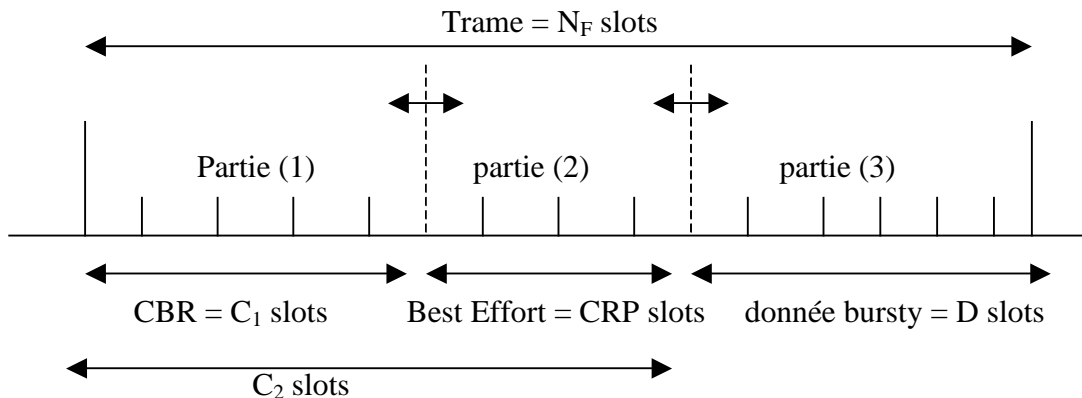 Trame = N_F slots
Partie (1) partie (2) partie (3)
CBR = C_1 slots Best Effort = CRP slots donnée bursty = D slots
C_2 slots